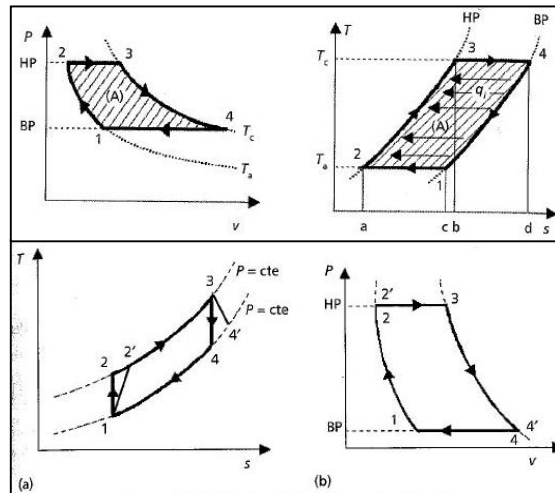 P
HP
2
3
(A)
BP
1
4
T_c
T_a
v
T
HP
BP
T_c
3
4
q_i
(A)
T_a
2
1
a
c
b
d
s
T
P = cte
3
P = cte
2
2'
4'
4
1
s
(a)
P
2'
HP
2
3
BP
1
4'
4
v
(b)